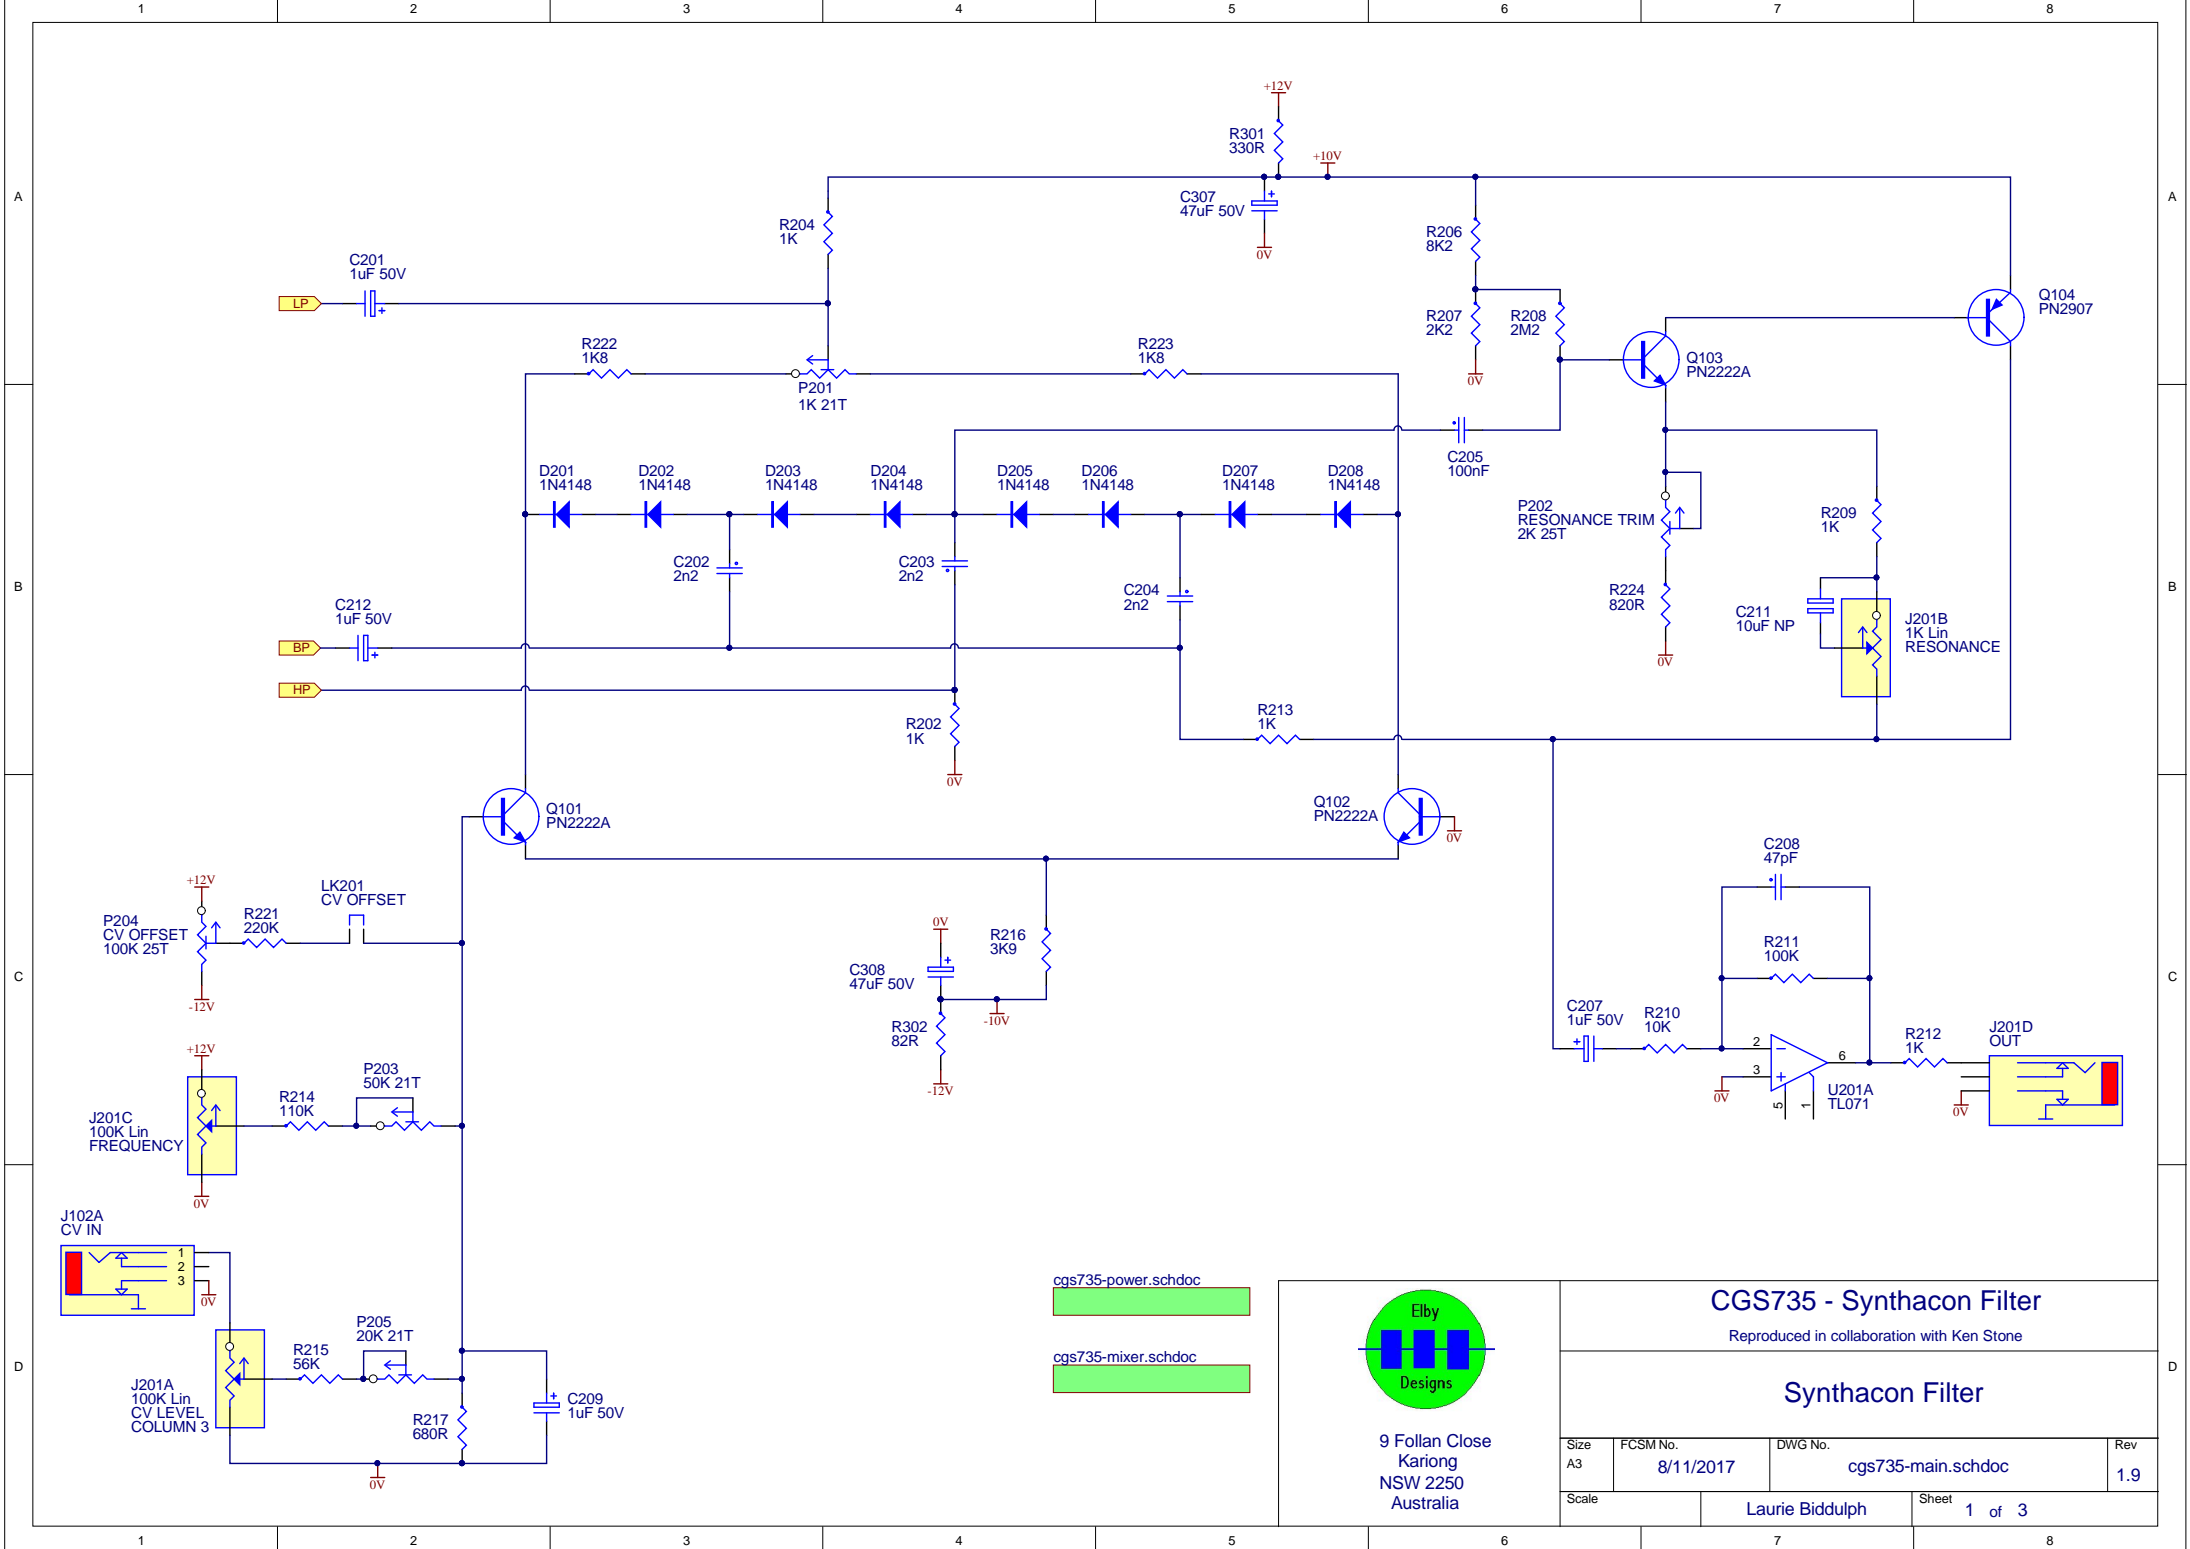 1 2 3 4 5 6 7 8
A
A
+12V
R301
330R
+10V
C307
47uF 50V
0V
R204
1K
R206
8K2
C201
1uF 50V
LP
Q104
PN2907
R207
2K2
R208
2M2
0V
R222
1K8
P201
1K 21T
R223
1K8
Q103
PN2222A
C205
100nF
D201
1N4148
D202
1N4148
D203
1N4148
D204
1N4148
D205
1N4148
D206
1N4148
D207
1N4148
D208
1N4148
P202
RESONANCE TRIM
2K 25T
R209
1K
B
B
C202
2n2
C203
2n2
C204
2n2
R224
820R
0V
C211
10uF NP
J201B
1K Lin
RESONANCE
C212
1uF 50V
BP
HP
R202
1K
0V
R213
1K
Q101
PN2222A
Q102
PN2222A
0V
C208
47pF
+12V
P204
CV OFFSET
100K 25T
-12V
R221
220K
LK201
CV OFFSET
0V
C308
47uF 50V
R216
3K9
-10V
R302
82R
-12V
R211
100K
C
C
C207
1uF 50V
R210
10K
2
3
6
5
1
0V
U201A
TL071
R212
1K
J201D
OUT
0V
+12V
J201C
100K Lin
FREQUENCY
0V
R214
110K
P203
50K 21T
J102A
CV IN
1
2
3
0V
J201A
100K Lin
CV LEVEL
COLUMN 3
R215
56K
P205
20K 21T
R217
680R
C209
1uF 50V
0V
D
D
cgs735-power.schdoc
cgs735-mixer.schdoc
Elby
Designs
9 Follan Close
Kariong
NSW 2250
Australia
CGS735 - Synthacon Filter
Reproduced in collaboration with Ken Stone
Synthacon Filter
Size
A3
FCSM No.
8/11/2017
DWG No.
cgs735-main.schdoc
Rev
1.9
Scale
Laurie Biddulph
Sheet 1 of 3
1 2 3 4 5 6 7 8